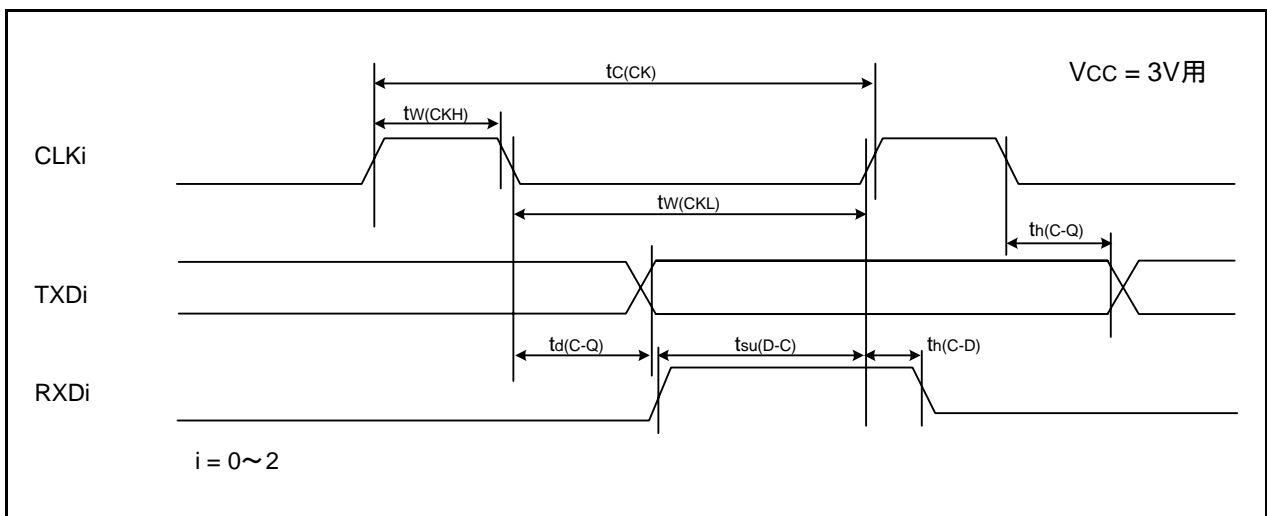 tC(CK)
VCC = 3V用
tW(CKH)
CLKi
tW(CKL)
th(C-Q)
TXDi
td(C-Q)
tsu(D-C)
th(C-D)
RXDi
i = 0～2